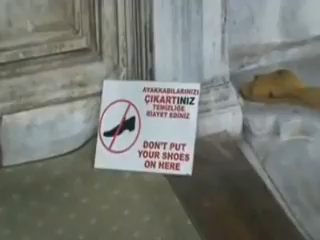 AYAKKABILARINIZI
ÇIKARTINIZ
TEMİZLİĞE
RİAYET EDİNİZ
DON'T PUT
YOUR SHOES
ON HERE